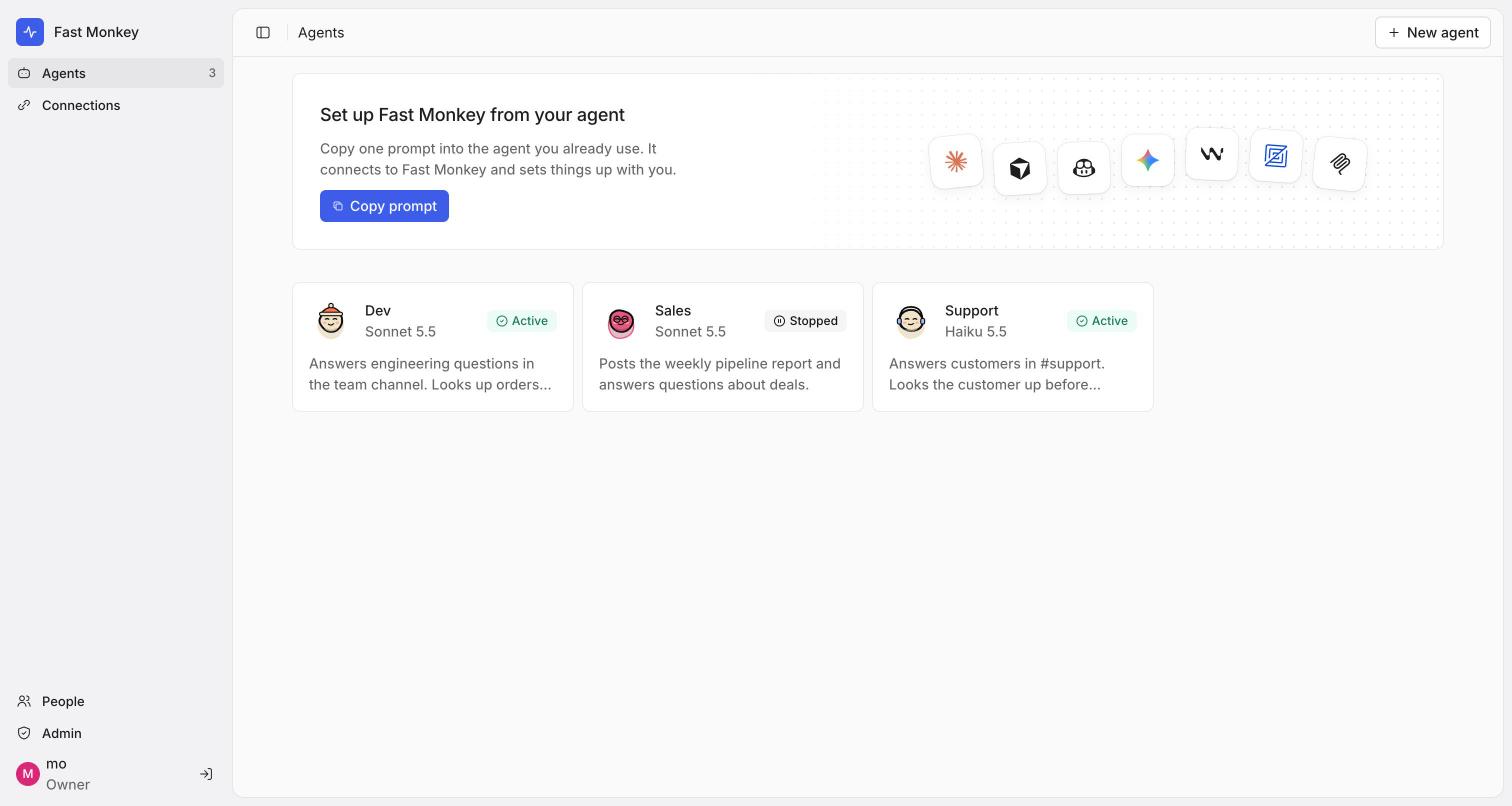 Fast Monkey
Agents
3
Connections
People
Admin
M
mo
Owner
Agents
New agent
Set up Fast Monkey from your agent
Copy one prompt into the agent you already use. It
connects to Fast Monkey and sets things up with you.
Copy prompt
Dev
Sonnet 5.5
Active
Answers engineering questions in
the team channel. Looks up orders...
Sales
Sonnet 5.5
Stopped
Posts the weekly pipeline report and
answers questions about deals.
Support
Haiku 5.5
Active
Answers customers in #support.
Looks the customer up before...